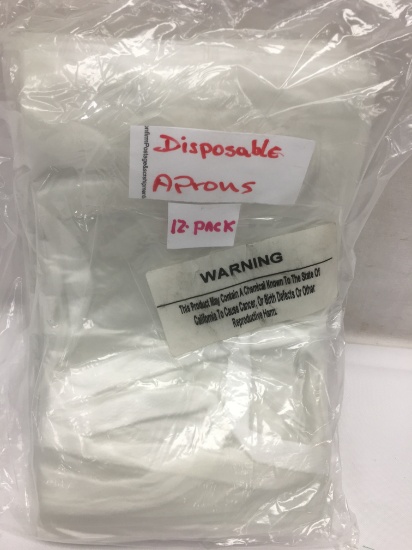 Disposable
Aprons
12.PACK
WARNING
This Product May Contain A Chemical Known To The State Of
California To Cause Cancer, Or Birth Defects Or Other
Reproductive Harm.